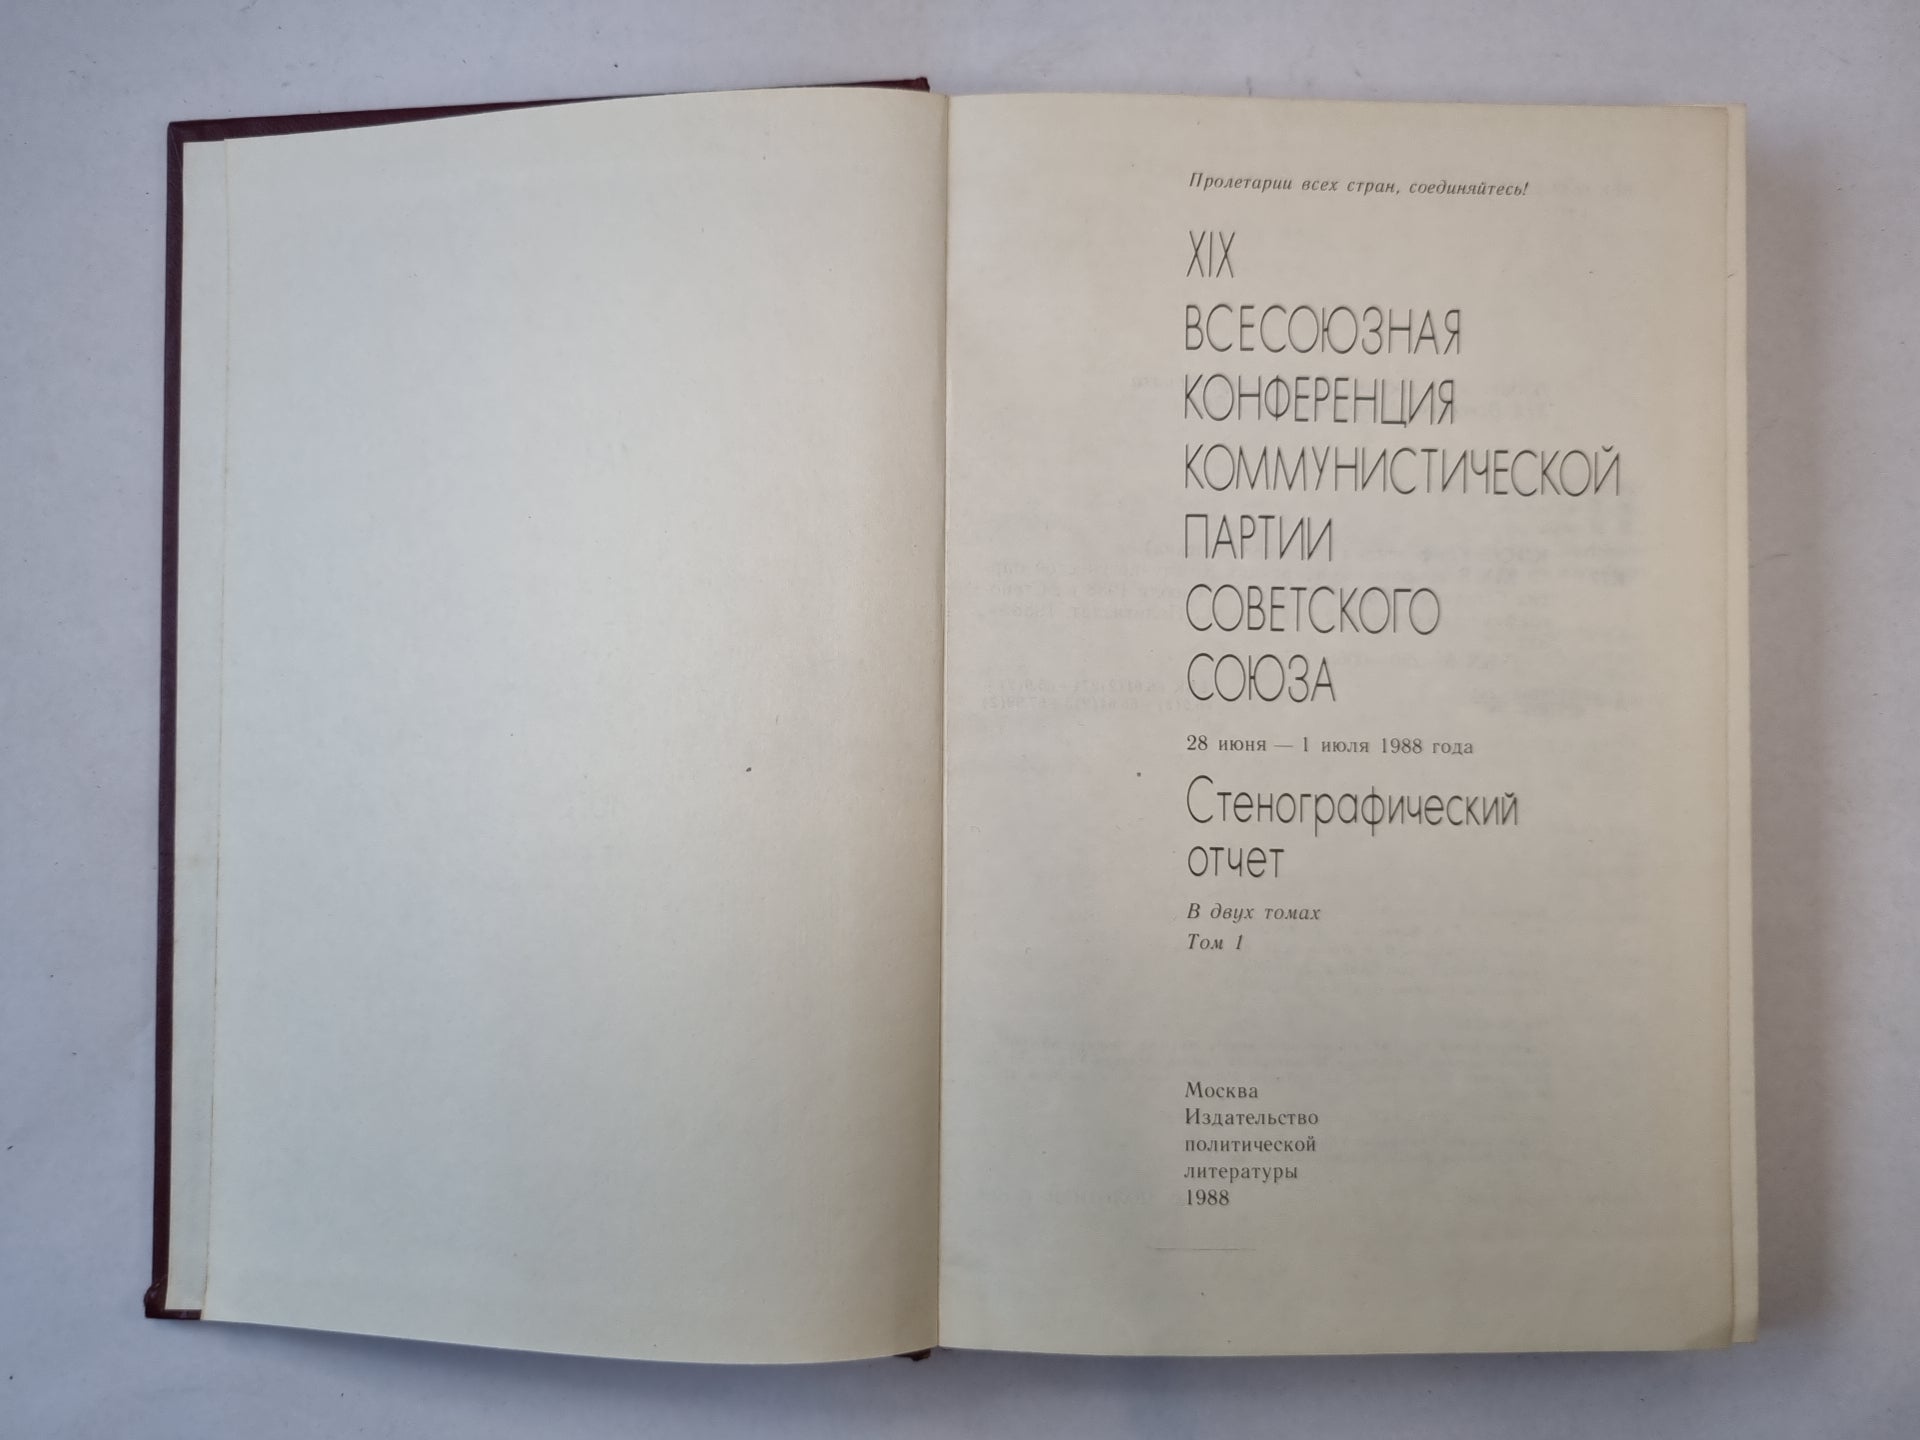 Пролетарии всех стран, соединяйтесь!
XIX
ВСЕСОЮЗНАЯ
КОНФЕРЕНЦИЯ
КОММУНИСТИЧЕСКОЙ
ПАРТИИ
СОВЕТСКОГО
СОЮЗА
28 июня — 1 июля 1988 года
Стенографический
отчет
В двух томах
Том 1
Москва
Издательство
политической
литературы
1988